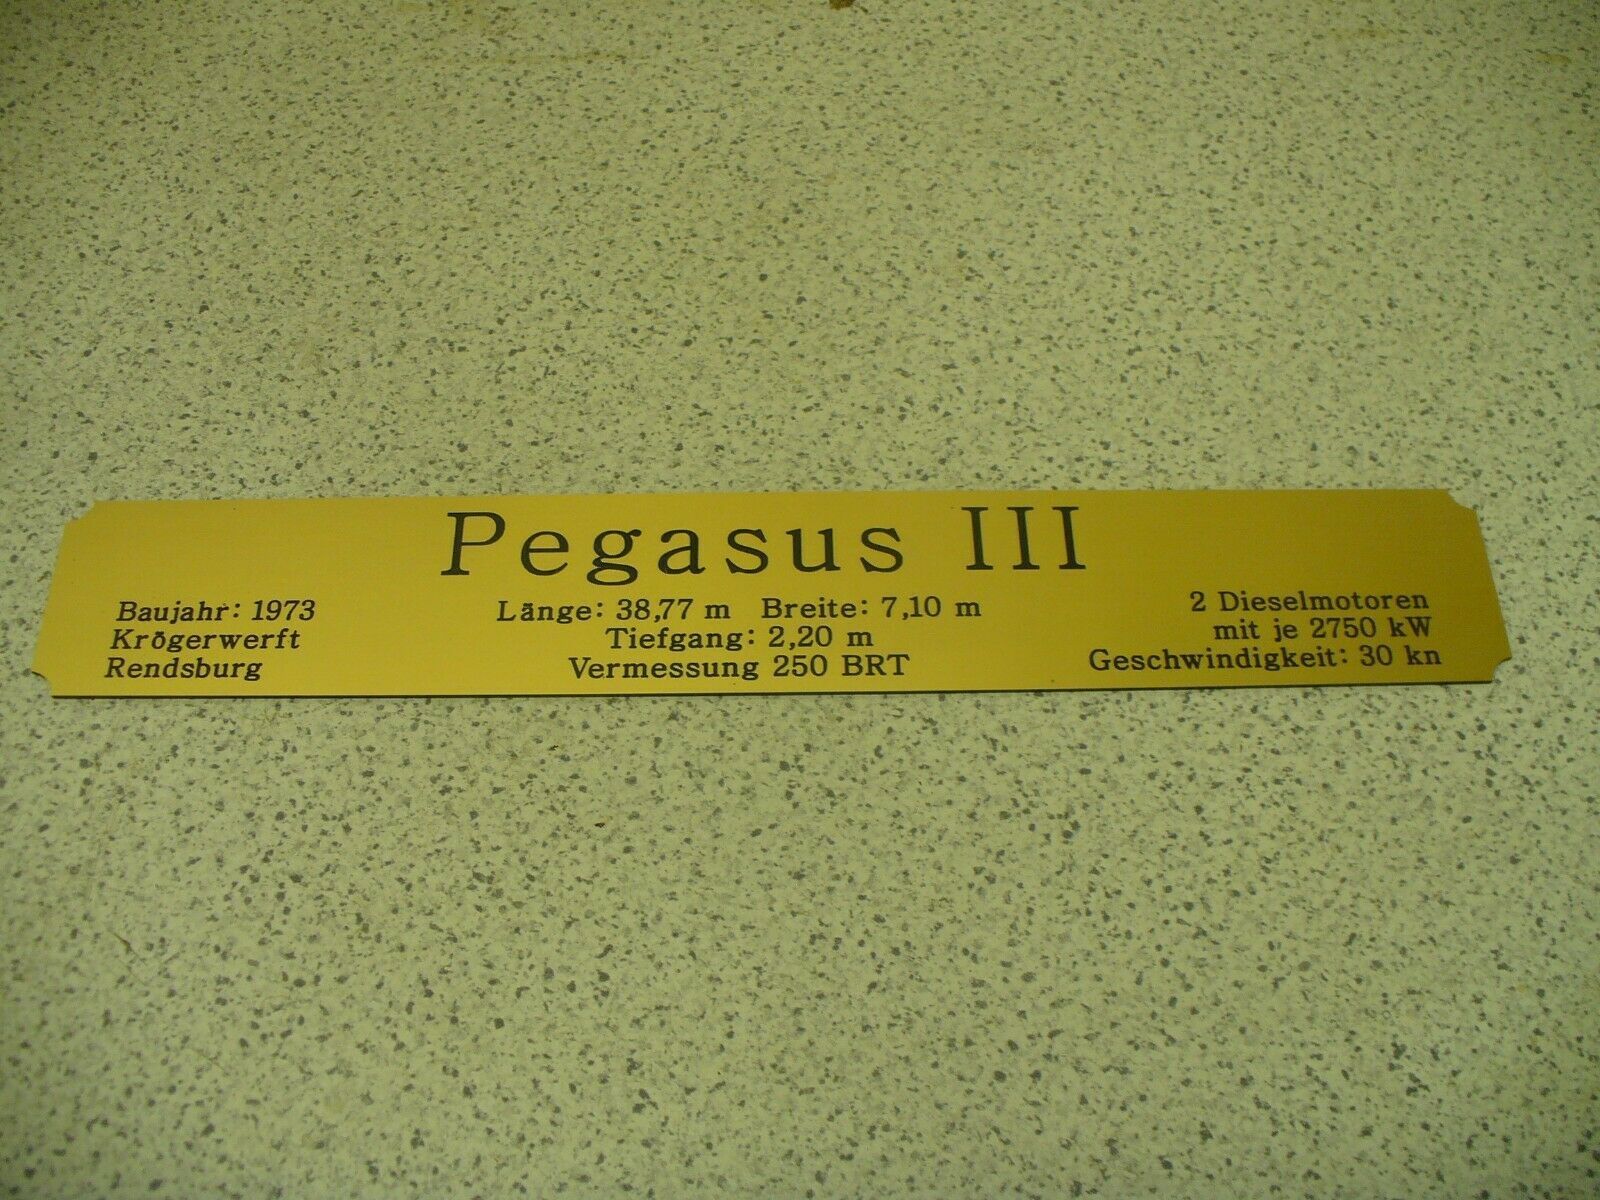 Pegasus III
Baujahr: 1973
Krögerwerft
Rendsburg
Länge: 38,77 m Breite: 7,10 m
Tiefgang: 2,20 m
Vermessung 250 BRT
2 Dieselmotoren
mit je 2750 kW
Geschwindigkeit: 30 kn